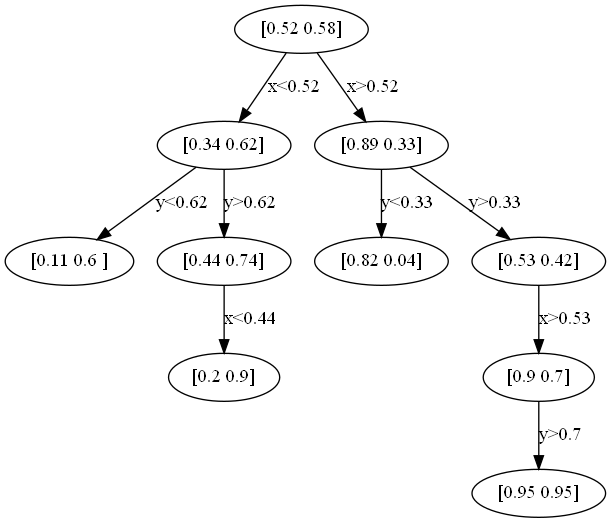 [0.52 0.58]
x<0.52
x>0.52
[0.34 0.62]
[0.89 0.33]
y<0.62
y>0.62
y<0.33
y>0.33
[0.11 0.6 ]
[0.44 0.74]
[0.82 0.04]
[0.53 0.42]
x<0.44
x>0.53
[0.2 0.9]
[0.9 0.7]
y>0.7
[0.95 0.95]